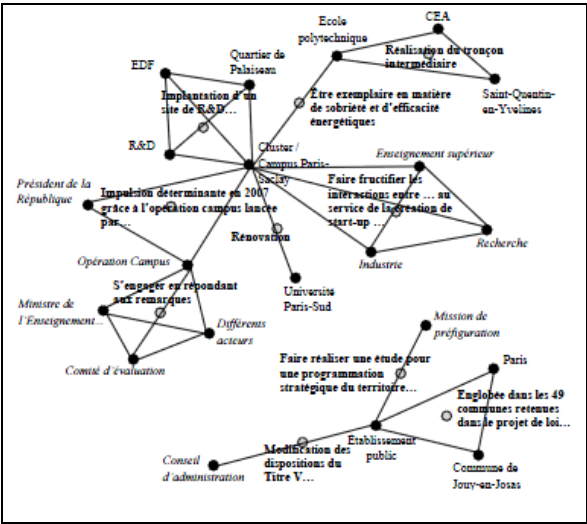 CEA
Ecole
polytechnique
Réalisation du tronçon
intermédiaire
Saint-Quentin-
en-Yvelines
Quartier de
Palaiseau
EDF
Implantation d'un
site de R&D…
Être exemplaire en matière
de sobriété et d'efficacité
énergétiques
R&D
Cluster /
Campus Paris-
Saclay
Enseignement supérieur
Président de la
République
Impulsion déterminante en 2007
grâce à l'opération campus lancée
par…
Faire fructifier les
interactions entre … au
service de la création de
start-up …
Rénovation
Recherche
Industrie
Opération Campus
S'engager en répondant
aux remarques
Université
Paris-Sud
Ministre de
l'Enseignement...
Différents
acteurs
Comité d'évaluation
Mission de
préfiguration
Faire réaliser une étude pour
une programmation
stratégique du territoire…
Paris
Englobée dans les 49
communes retenues
dans le projet de loi…
Établissement
public
Modification des
dispositions du
Titre V…
Conseil
d'administration
Commune de
Jouy-en-Josas